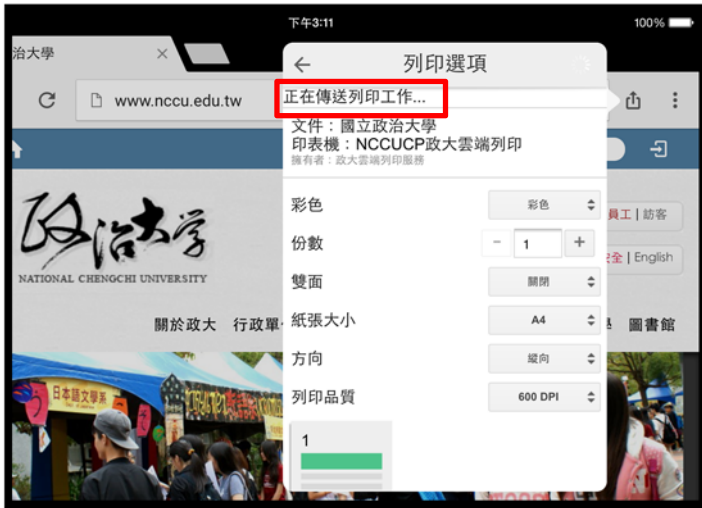 下午3:11
100%
治大學
×
www.nccu.edu.tw
列印選項
正在傳送列印工作...
文件：國立政治大學
印表機：NCCUCP政大雲端列印
擁有者：政大雲端列印服務
彩色
彩色
份數
- 1 +
雙面
關閉
紙張大小
A4
方向
縱向
列印品質
600 DPI
1
政治大学
NATIONAL CHENGCHI UNIVERSITY
員工 | 訪客
安全 | English
關於政大 行政單
圖書館
日本語文學系